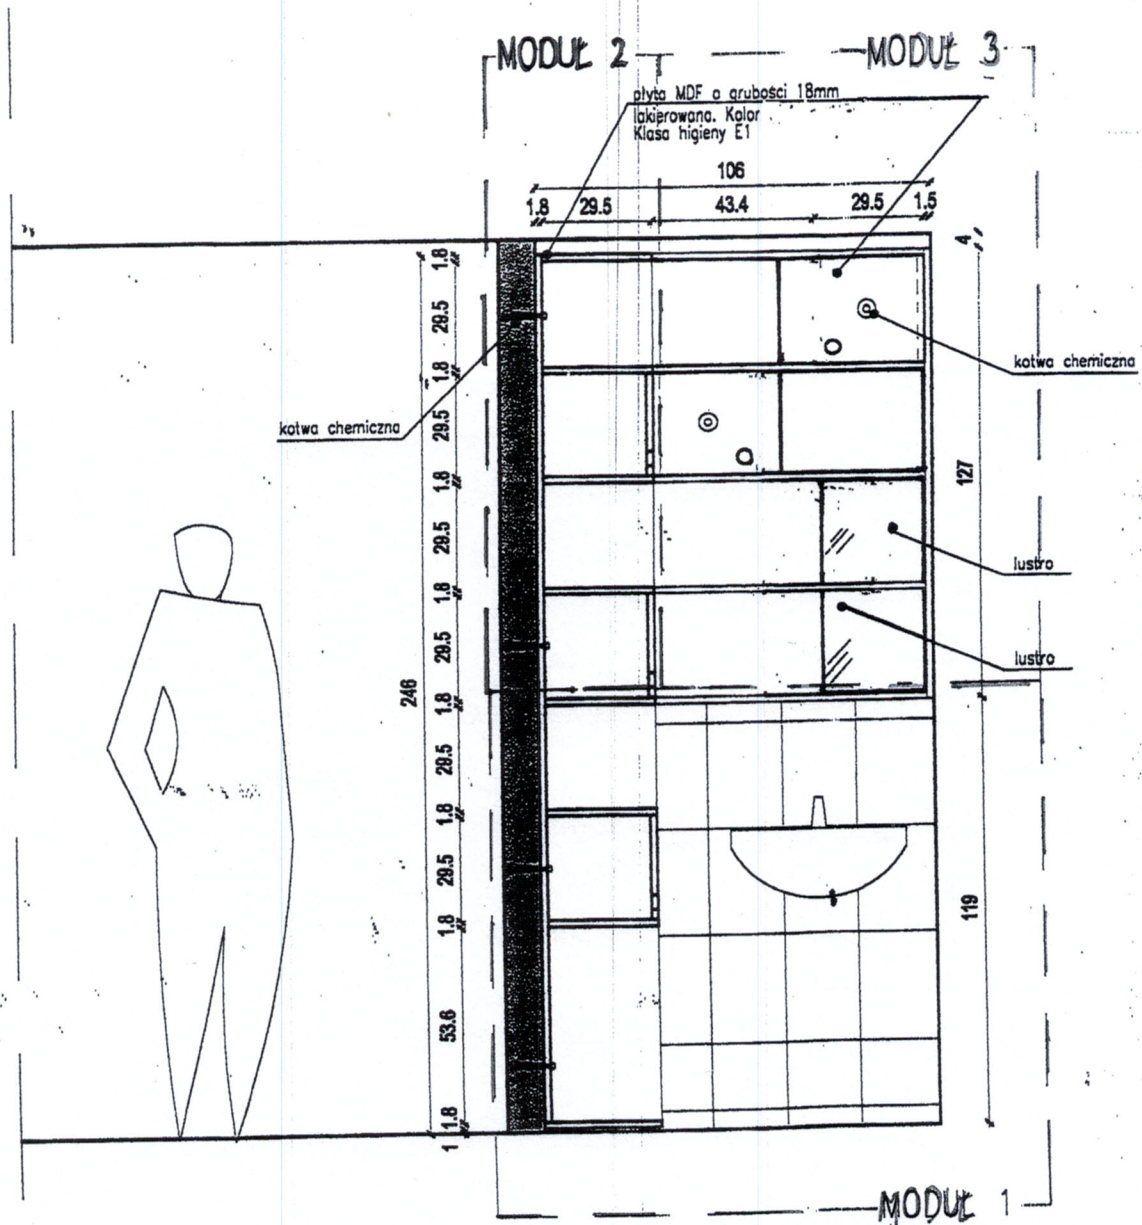 MODUŁ 2
MODUŁ 3
płyta MDF o grubości 18mm
lakierowana. Kolor
Klasa higieny E1
106
1.8 29.5 43.4 29.5 1.5
4
1.8
29.5
1.8
29.5
1.8
29.5
1.8
29.5
1.8
29.5
1.8
29.5
1.8
53.6
1.8
1
246
127
119
kotwa chemiczna
kotwa chemiczna
lustro
lustro
MODUŁ 1